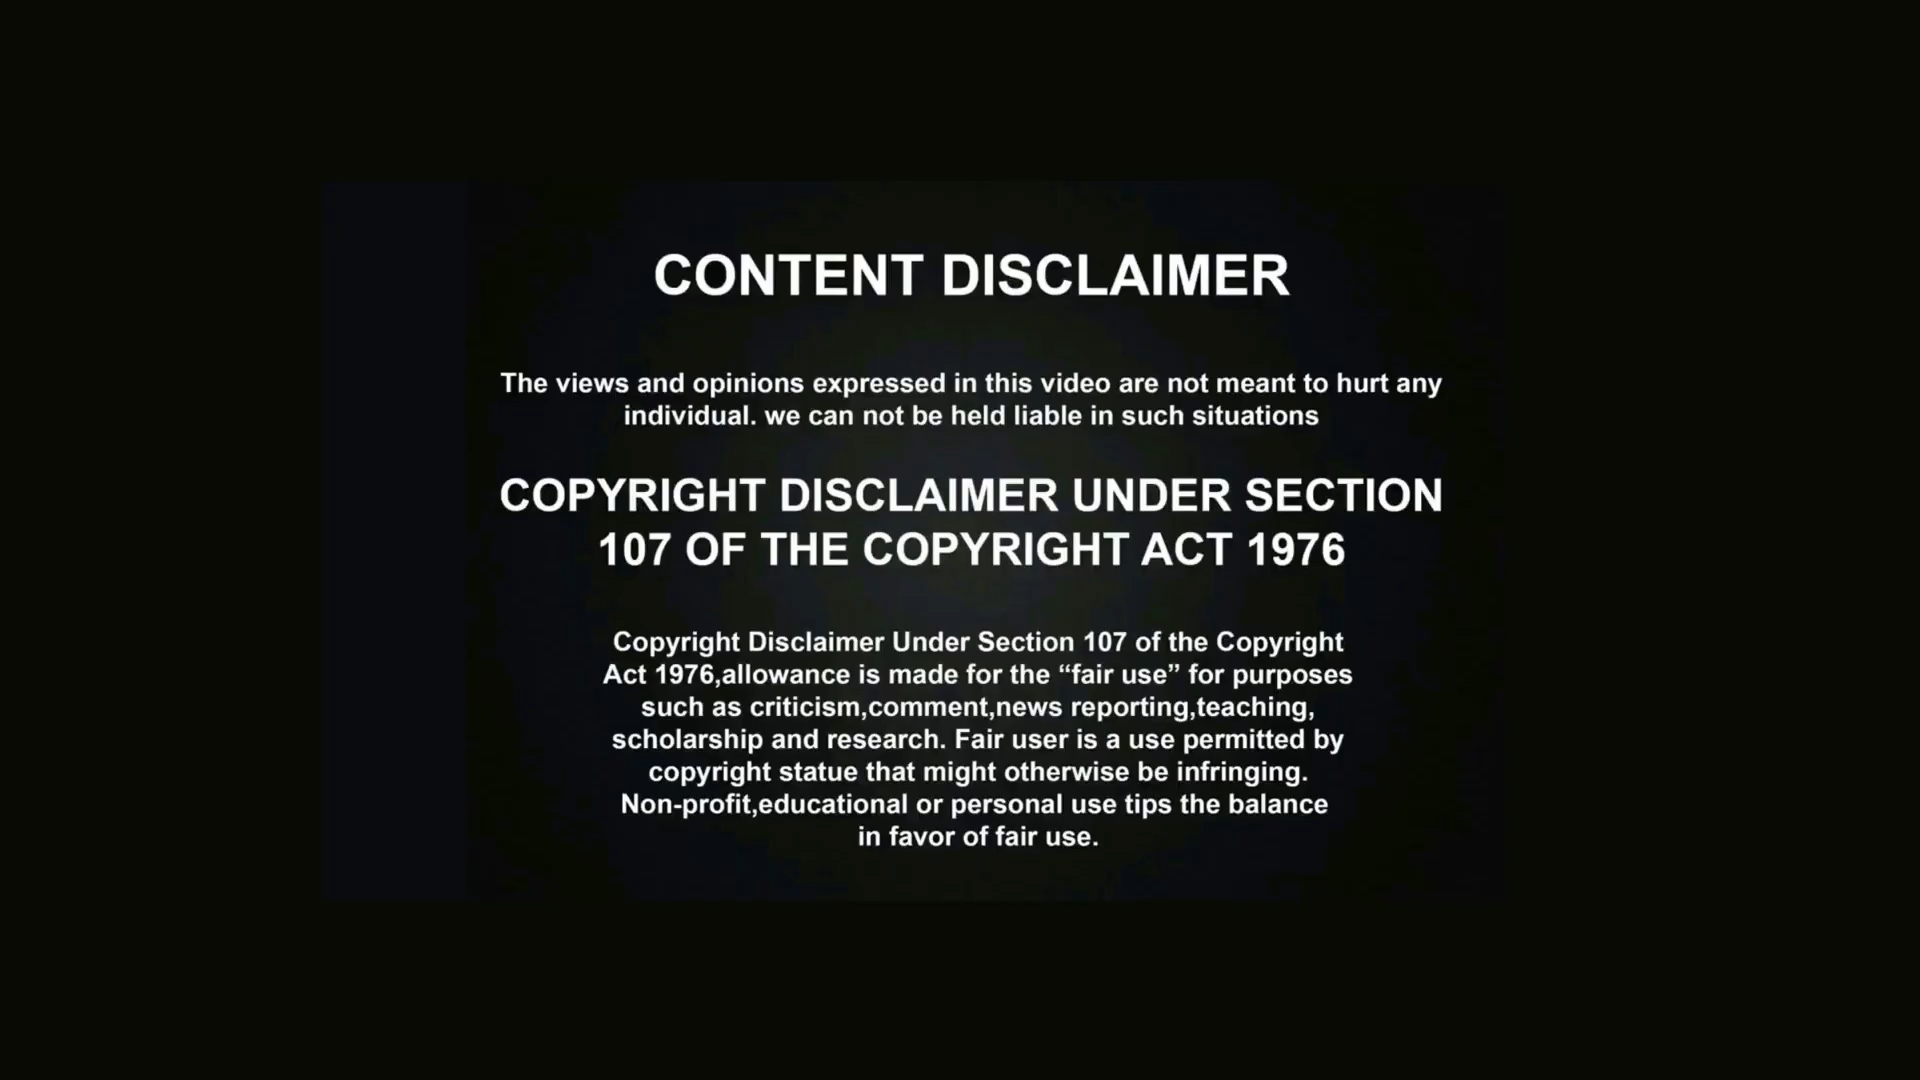 CONTENT DISCLAIMER
The views and opinions expressed in this video are not meant to hurt any
individual. we can not be held liable in such situations
COPYRIGHT DISCLAIMER UNDER SECTION
107 OF THE COPYRIGHT ACT 1976
Copyright Disclaimer Under Section 107 of the Copyright
Act 1976,allowance is made for the “fair use” for purposes
such as criticism,comment,news reporting,teaching,
scholarship and research. Fair user is a use permitted by
copyright statue that might otherwise be infringing.
Non-profit,educational or personal use tips the balance
in favor of fair use.